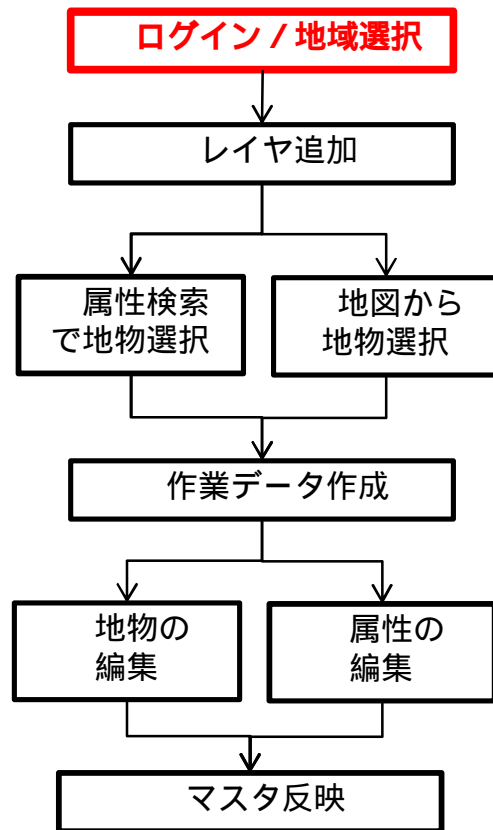 ログイン / 地域選択
レイヤ追加
属性検索
で地物選択
地図から
地物選択
作業データ作成
地物の
編集
属性の
編集
マスタ反映